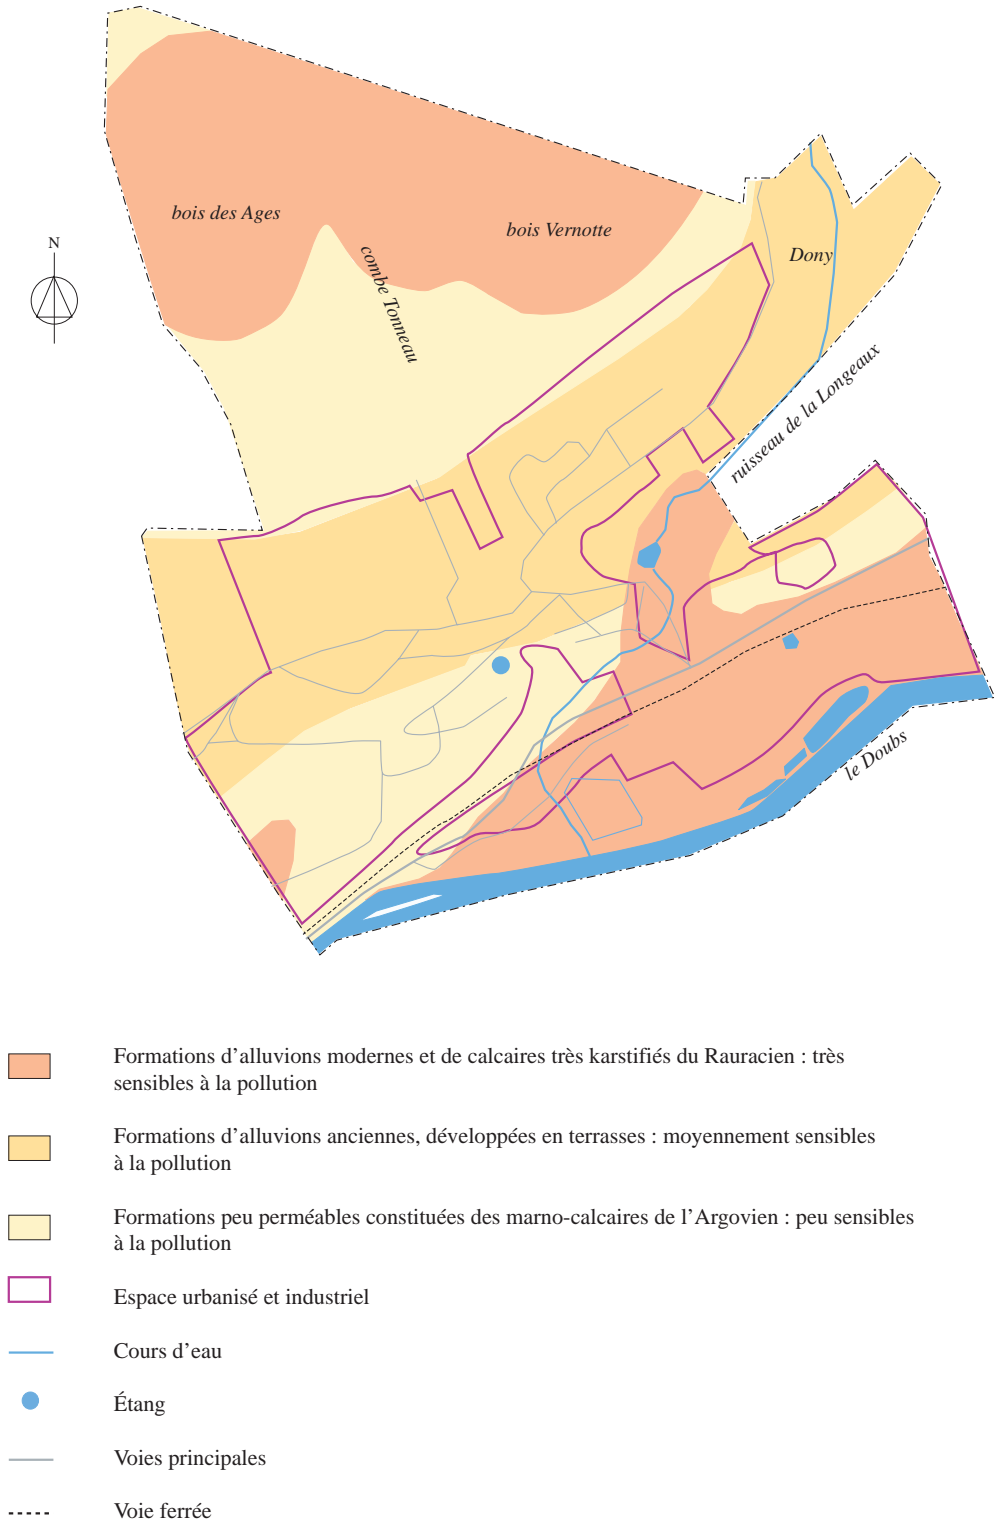 bois des Ages
bois Vernotte
Dony
N
combe Tonneau
ruisseau de la Longeaux
le Doubs
Formations d’alluvions modernes et de calcaires très karstifiés du Rauracien : très
sensibles à la pollution
Formations d’alluvions anciennes, développées en terrasses : moyennement sensibles
à la pollution
Formations peu perméables constituées des marno-calcaires de l’Argovien : peu sensibles
à la pollution
Espace urbanisé et industriel
Cours d’eau
Étang
Voies principales
Voie ferrée